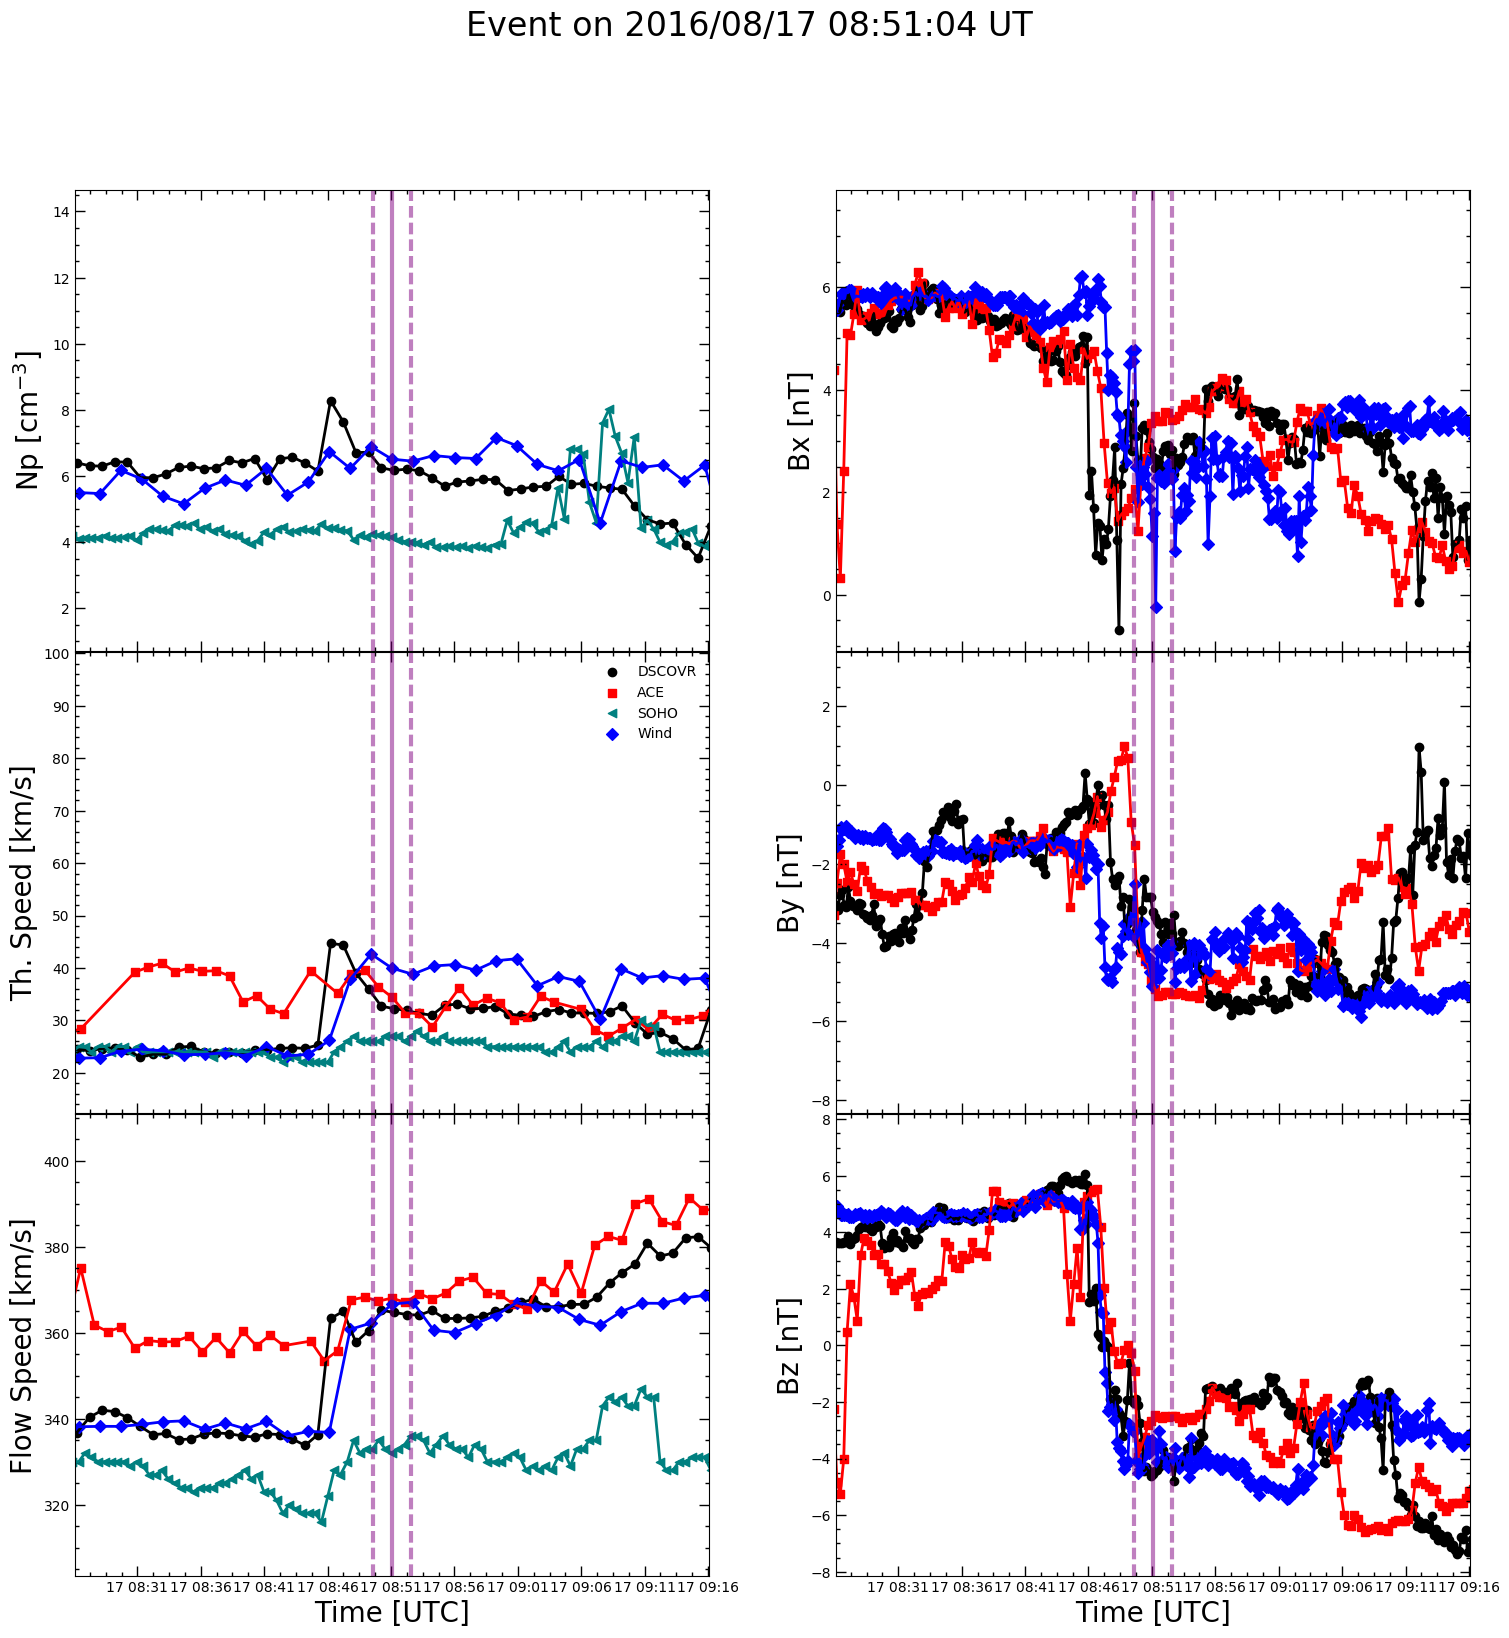 Event on 2016/08/17 08:51:04 UT
14
12
10
8
6
4
2
Np [cm⁻³]
6
4
2
0
Bx [nT]
100
90
80
70
60
50
40
30
20
Th. Speed [km/s]
DSCOVR
ACE
SOHO
Wind
2
0
−2
−4
−6
−8
By [nT]
400
380
360
340
320
Flow Speed [km/s]
17 08:31 17 08:36 17 08:41 17 08:46 17 08:51 17 08:56 17 09:01 17 09:06 17 09:11 17 09:16
Time [UTC]
8
6
4
2
0
−2
−4
−6
−8
Bz [nT]
17 08:31 17 08:36 17 08:41 17 08:46 17 08:51 17 08:56 17 09:01 17 09:06 17 09:11 17 09:16
Time [UTC]